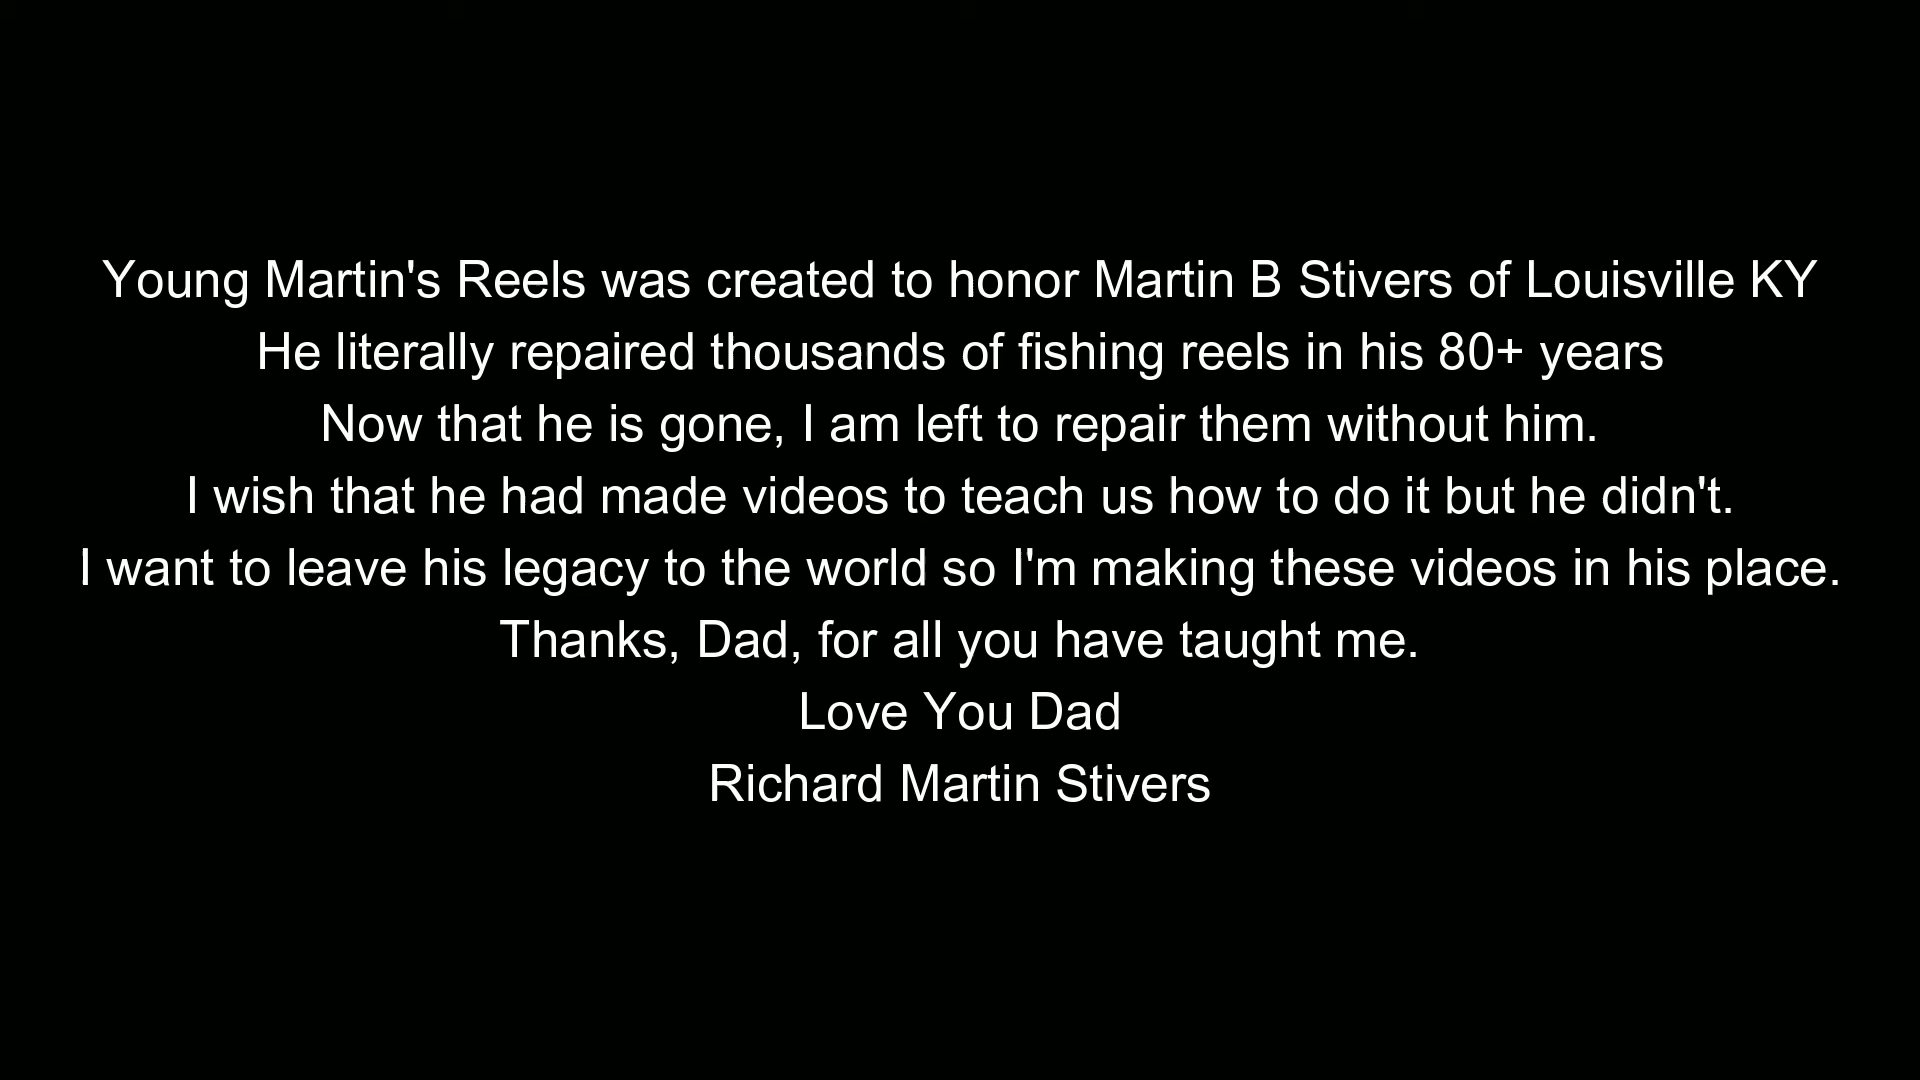 Young Martin's Reels was created to honor Martin B Stivers of Louisville KY
He literally repaired thousands of fishing reels in his 80+ years
Now that he is gone, I am left to repair them without him.
I wish that he had made videos to teach us how to do it but he didn't.
I want to leave his legacy to the world so I'm making these videos in his place.
Thanks, Dad, for all you have taught me.
Love You Dad
Richard Martin Stivers